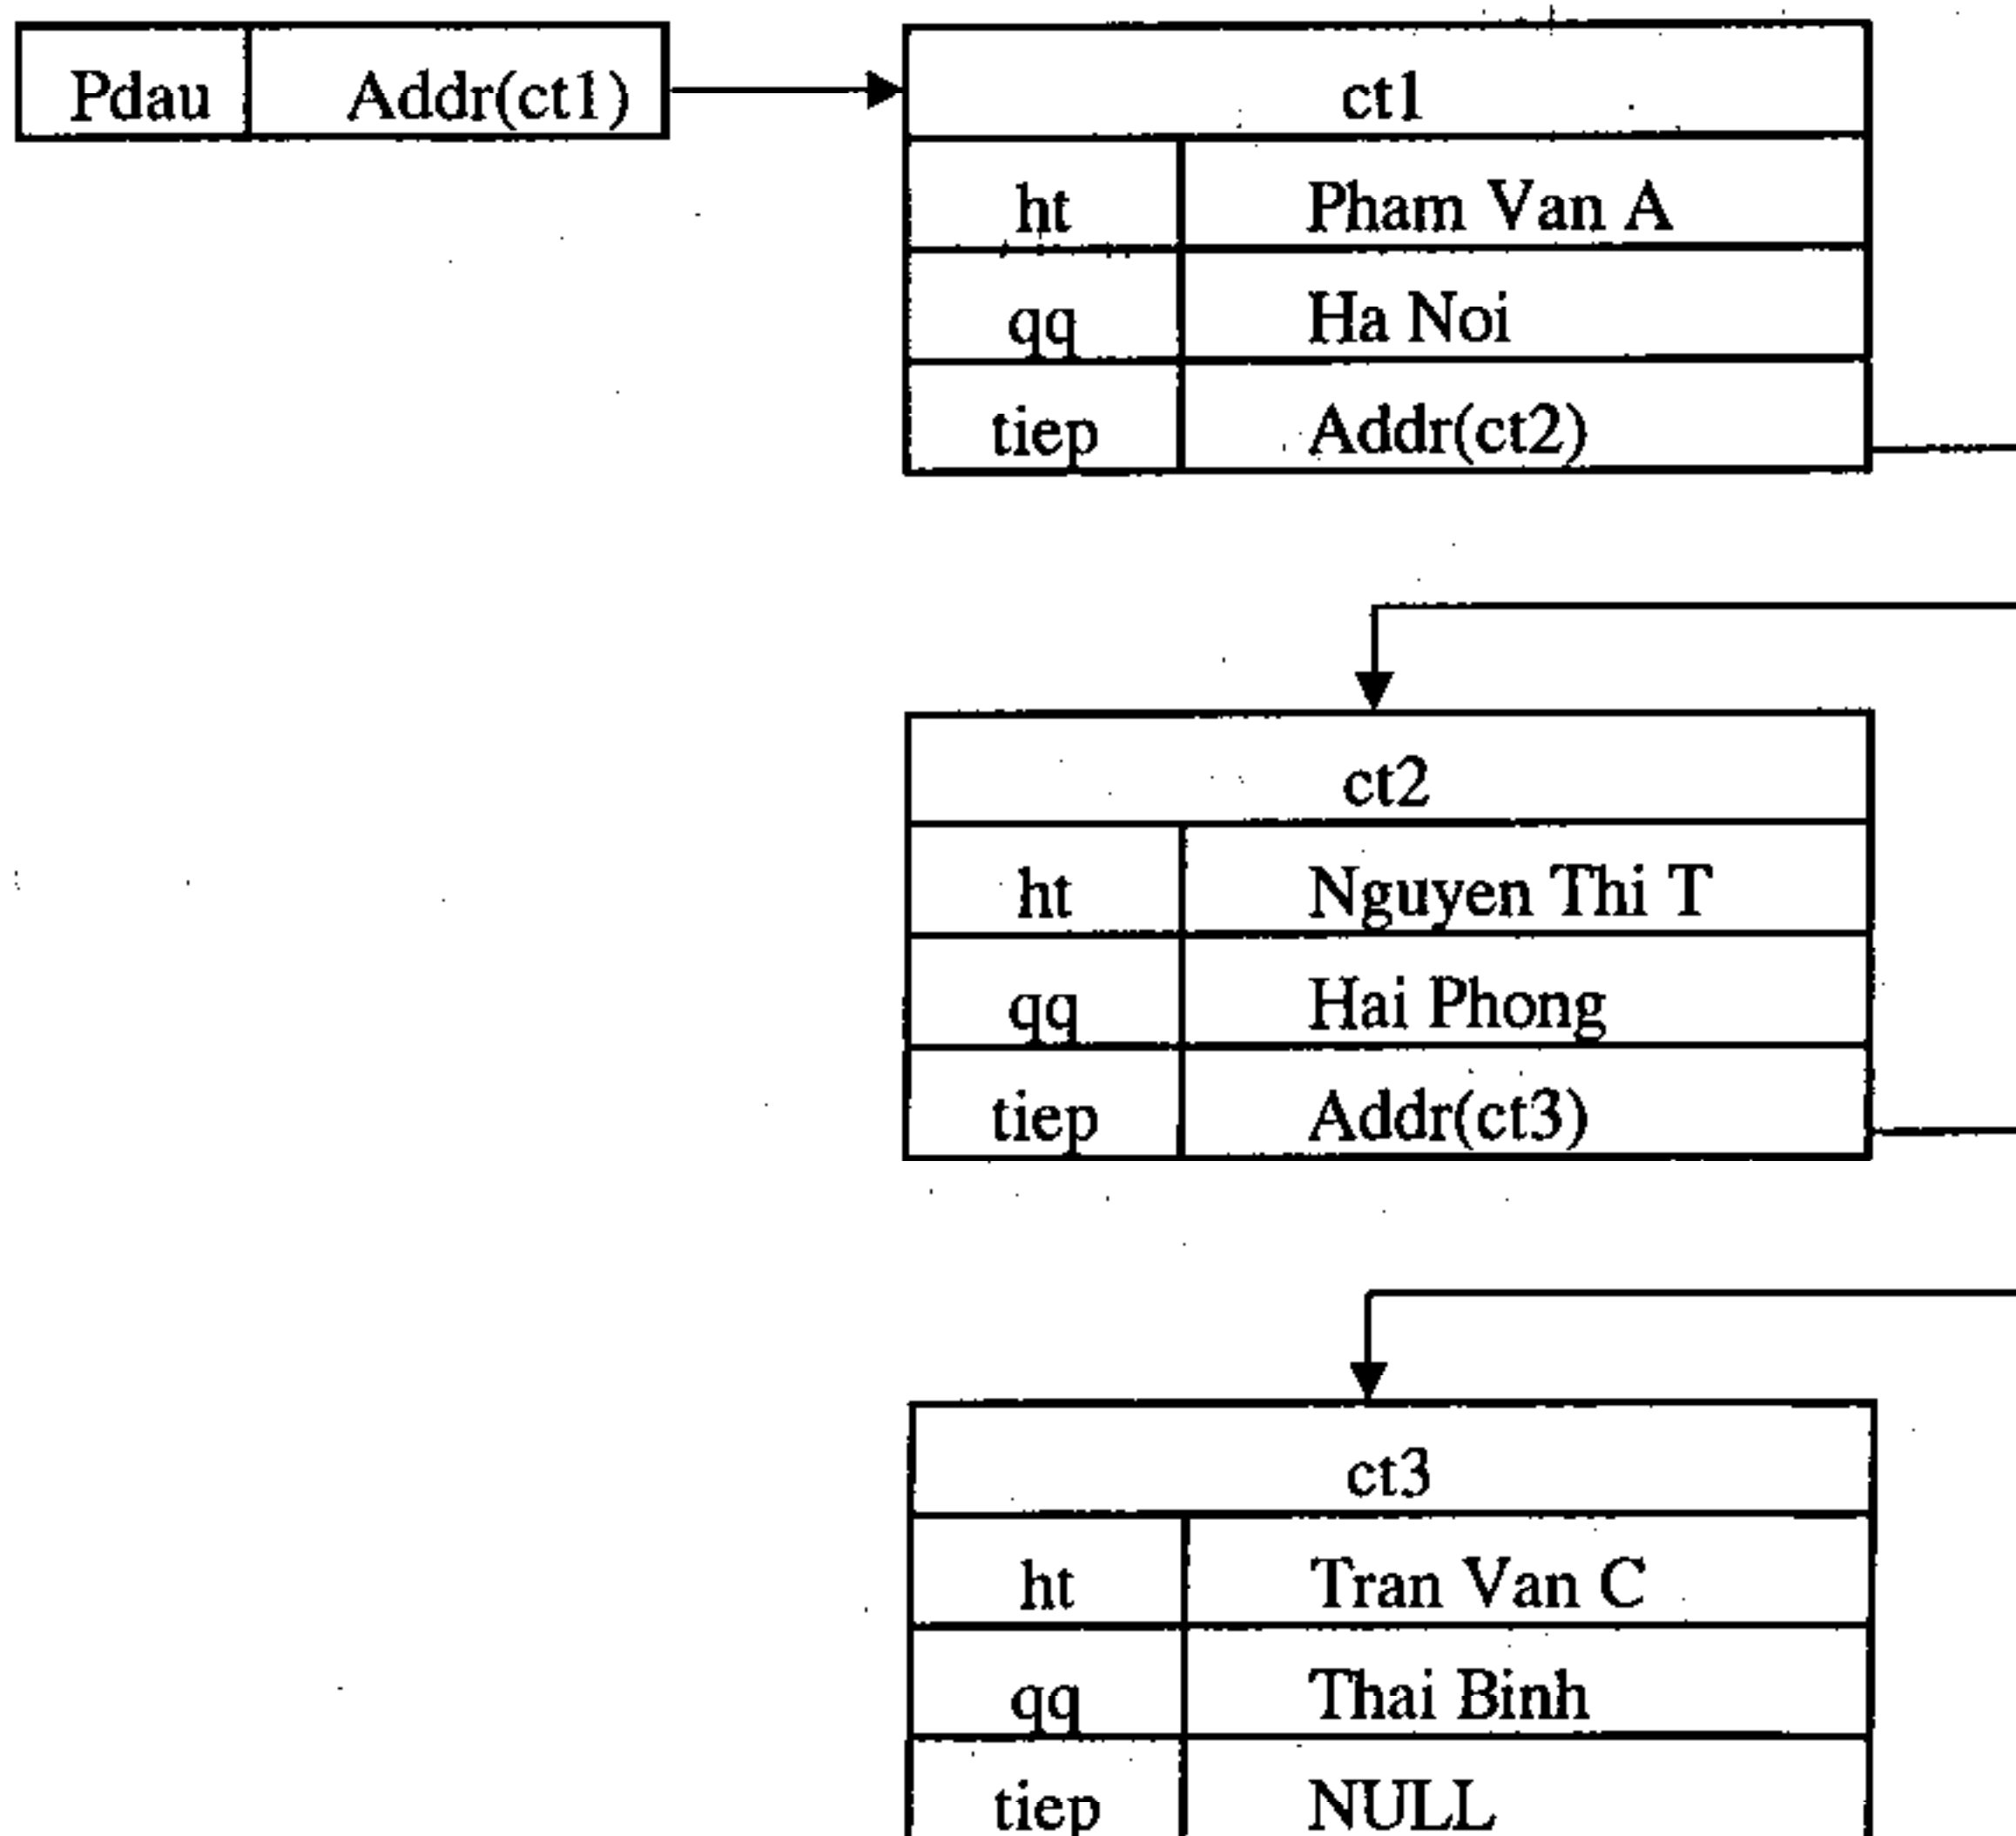 Pdau Addr(ct1)
ct1
ht Pham Van A
qq Ha Noi
tiep Addr(ct2)
ct2
ht Nguyen Thi T
qq Hai Phong
tiep Addr(ct3)
ct3
ht Tran Van C
qq Thai Binh
tiep NULL